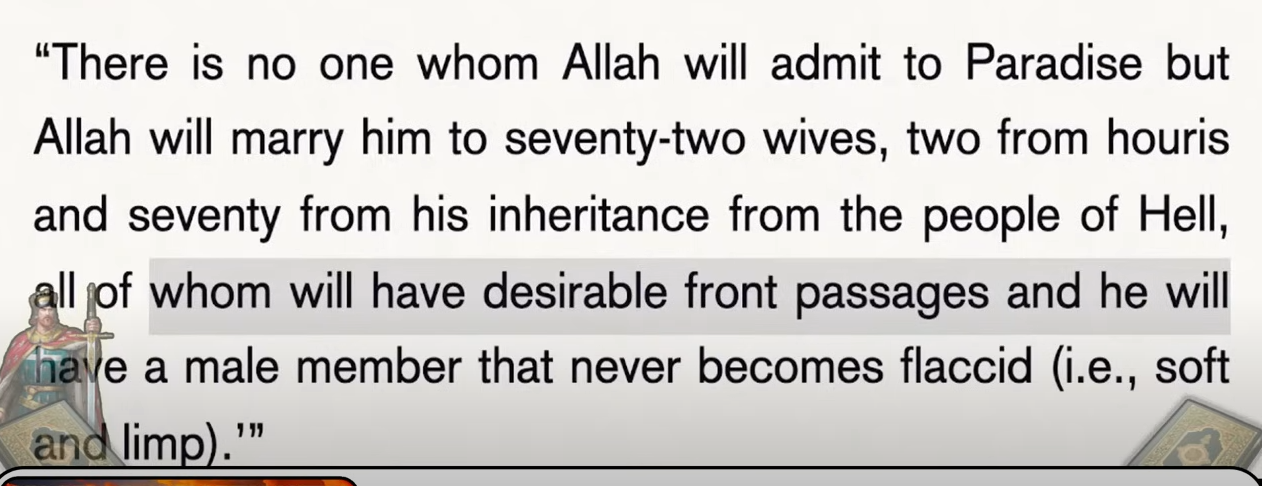 “There is no one whom Allah will admit to Paradise but
Allah will marry him to seventy-two wives, two from houris
and seventy from his inheritance from the people of Hell,
all of whom will have desirable front passages and he will
have a male member that never becomes flaccid (i.e., soft
and limp).’”